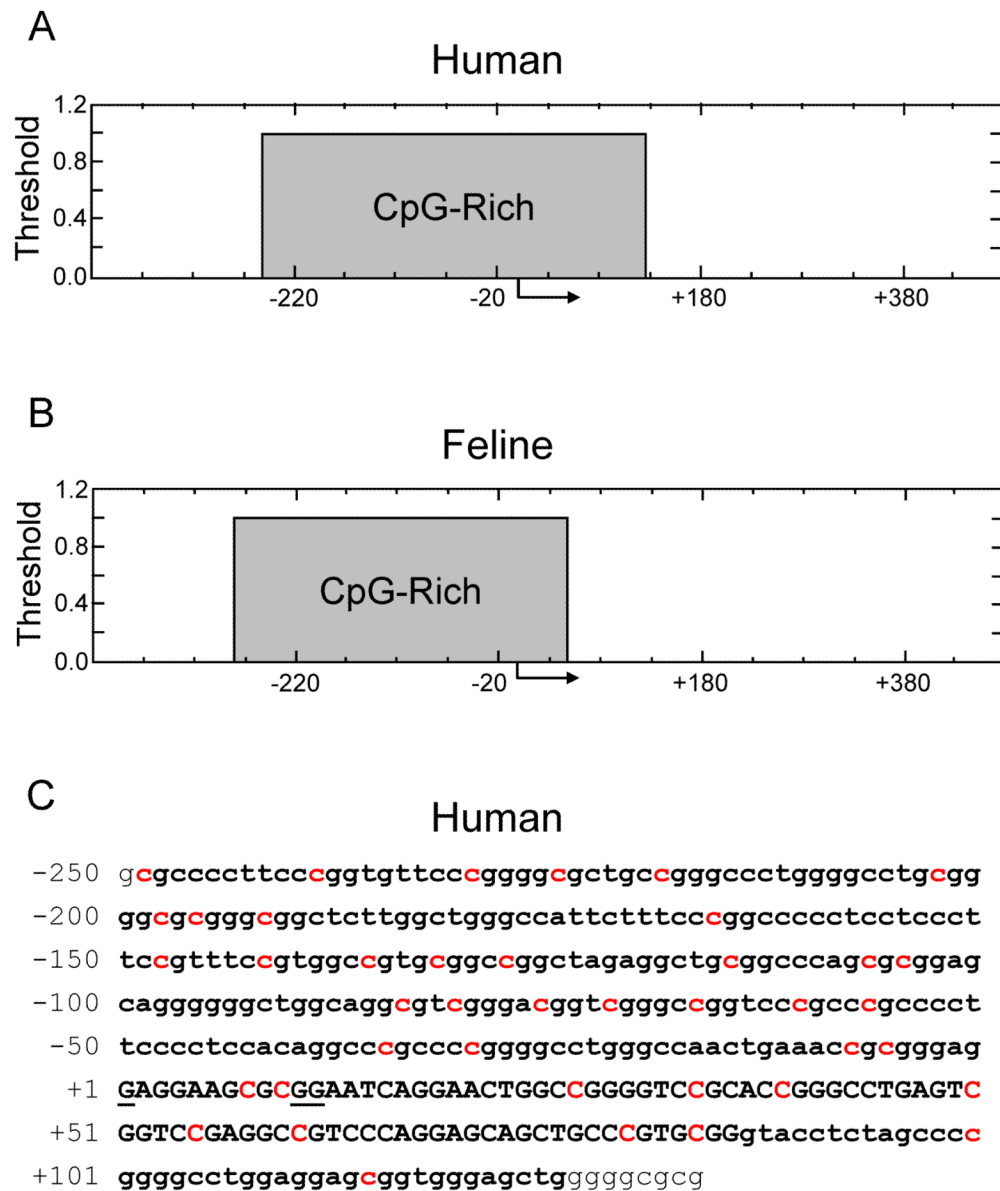 A
Human
Threshold
1.2
0.8
0.4
0.0
CpG-Rich
-220 -20 +180 +380
B
Feline
Threshold
1.2
0.8
0.4
0.0
CpG-Rich
-220 -20 +180 +380
C
Human
-250 gcgccccttcccggtgttcccggggcgctgccgggccctggggcctgcgg
-200 ggcgcgggcggctcttggctgggccattctttcccggccccctcctccct
-150 tccgtttccgtggccgtgcggccggctagaggctgcggcccagcgcggag
-100 caggggggctggcaggcgtcgggacggtcgggccggtcccgcccgcccct
-50 tcccctccacaggcccgccccggggcctgggccaactgaaaccgcgggag
+1 GAGGAAGCGCGGAATCAGGAACTGGCCGGGGTCCGCACCGGGCCTGAGTC
+51 GGTCCGAGGCCGTCCCAGGAGCAGCTGCCCGTGCGGgtacctctagcccc
+101 ggggcctggaggagcggtgggagctgggggcgcg